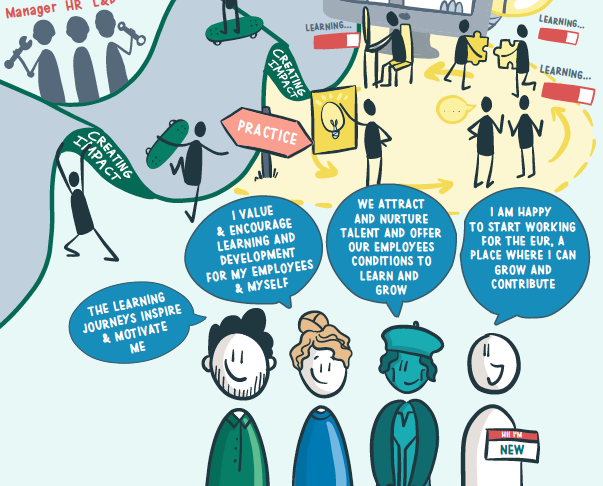 Manager HR L&D
LEARNING...
LEARNING...
LEARNING...
CREATING
IMPACT
CREATING
IMPACT
PRACTICE
I VALUE
& ENCOURAGE
LEARNING AND
DEVELOPMENT
FOR MY EMPLOYEES
& MYSELF
WE ATTRACT
AND NURTURE
TALENT AND OFFER
OUR EMPLOYEES
CONDITIONS TO
LEARN AND
GROW
I AM HAPPY
TO START WORKING
FOR THE EUR, A
PLACE WHERE I CAN
GROW AND
CONTRIBUTE
THE LEARNING
JOURNEYS INSPIRE
& MOTIVATE
ME
HI! I'M
NEW